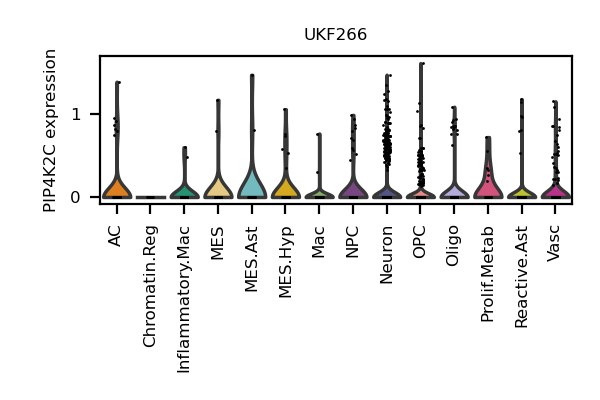 UKF266
PIP4K2C expression
1
0
AC
Chromatin.Reg
Inflammatory.Mac
MES
MES.Ast
MES.Hyp
Mac
NPC
Neuron
OPC
Oligo
Prolif.Metab
Reactive.Ast
Vasc